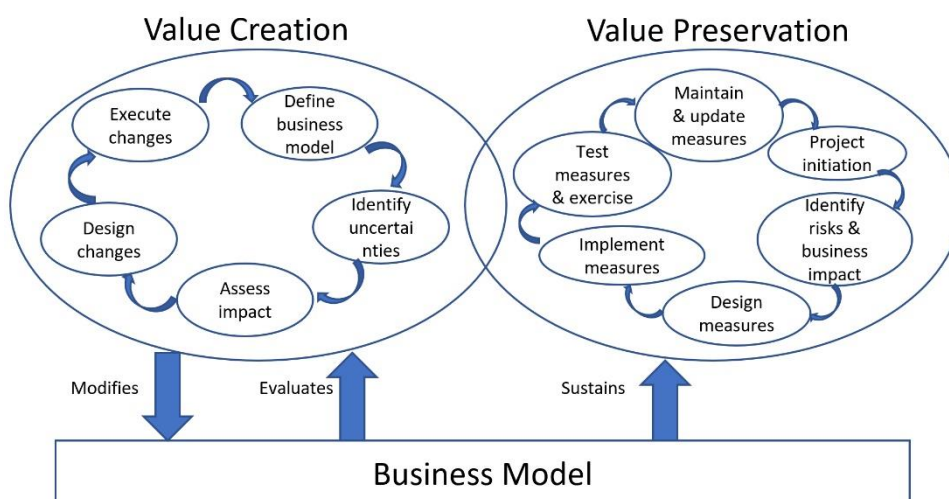 Value Creation
Execute
changes
Define
business
model
Identify
uncertai
nties
Assess
impact
Design
changes
Value Preservation
Maintain
& update
measures
Project
initiation
Identify
risks &
business
impact
Design
measures
Implement
measures
Test
measures
& exercise
Modifies
Evaluates
Sustains
Business Model